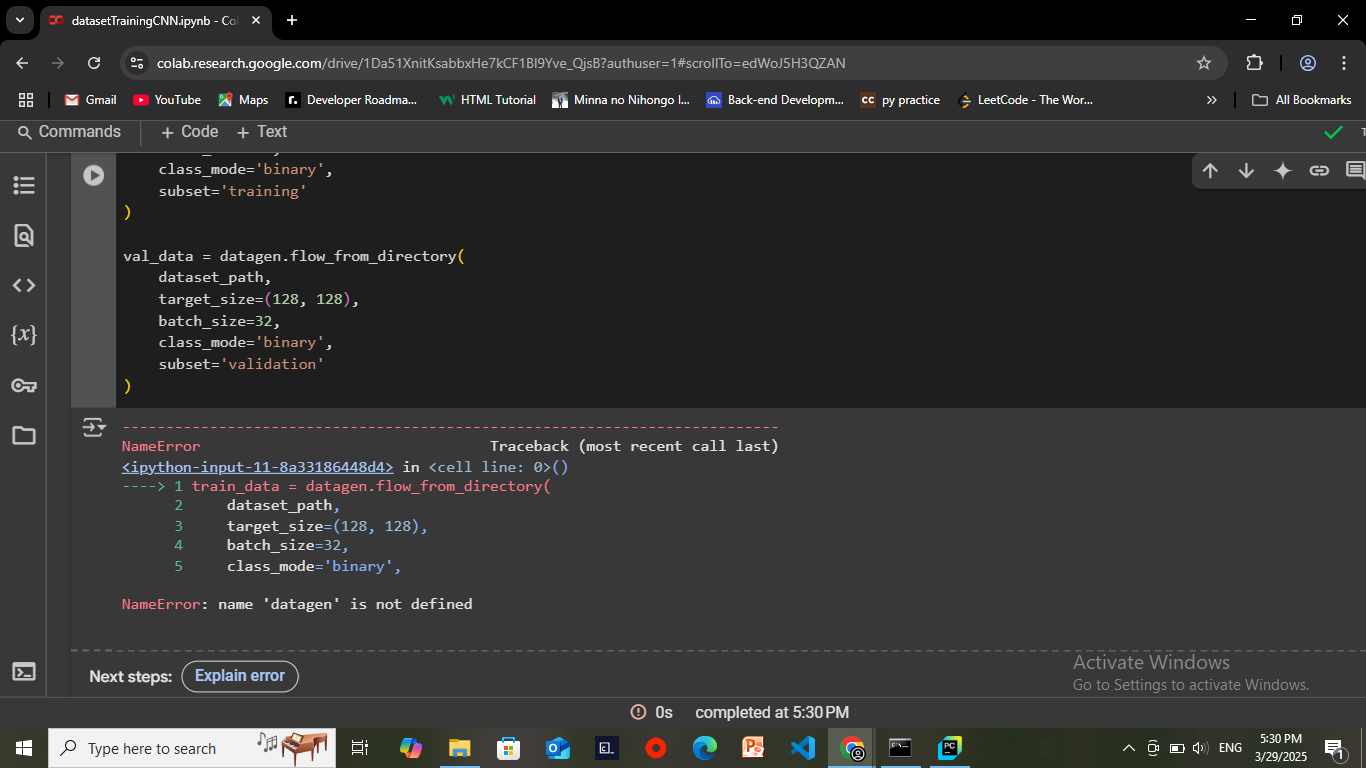 datasetTrainingCNN.ipynb - Col
colab.research.google.com/drive/1Da51XnitKsabbxHe7kCF1Bl9Yve_QjsB?authuser=1#scrollTo=edWoJ5H3QZAN
Gmail YouTube Maps Developer Roadma... HTML Tutorial Minna no Nihongo I... Back-end Developm... CC py practice LeetCode - The Wor... » All Bookmarks
Commands + Code + Text
class_mode='binary',
subset='training'
)
val_data = datagen.flow_from_directory(
dataset_path,
target_size=(128, 128),
batch_size=32,
class_mode='binary',
subset='validation'
)
---------------------------------------------------------------------------
NameError Traceback (most recent call last)
<ipython-input-11-8a33186448d4> in <cell line: 0>()
----> 1 train_data = datagen.flow_from_directory(
2 dataset_path,
3 target_size=(128, 128),
4 batch_size=32,
5 class_mode='binary',
NameError: name 'datagen' is not defined
Next steps: Explain error
Activate Windows
Go to Settings to activate Windows.
0s completed at 5:30 PM
Type here to search
ENG
5:30 PM
3/29/2025
1